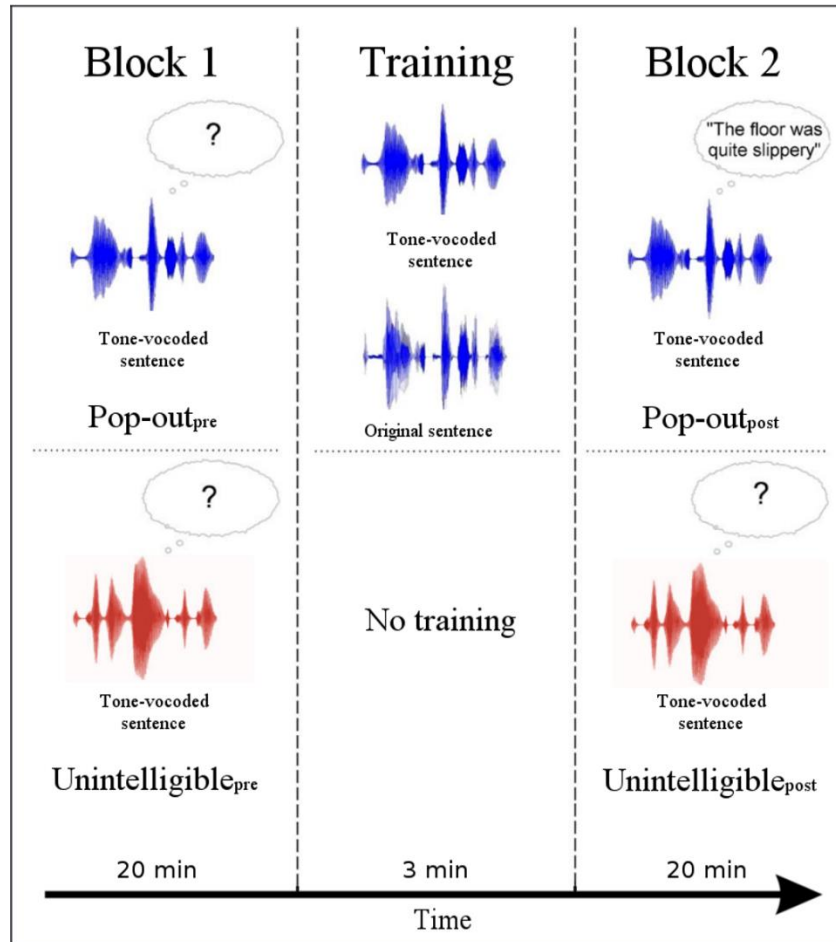 Block 1
Training
Block 2
?
"The floor was
quite slippery"
Tone-vocoded
sentence
Tone-vocoded
sentence
Tone-vocoded
sentence
Original sentence
Pop-outpre
Pop-outpost
?
?
No training
Tone-vocoded
sentence
Tone-vocoded
sentence
Unintelligiblepre
Unintelligiblepost
20 min
3 min
20 min
Time